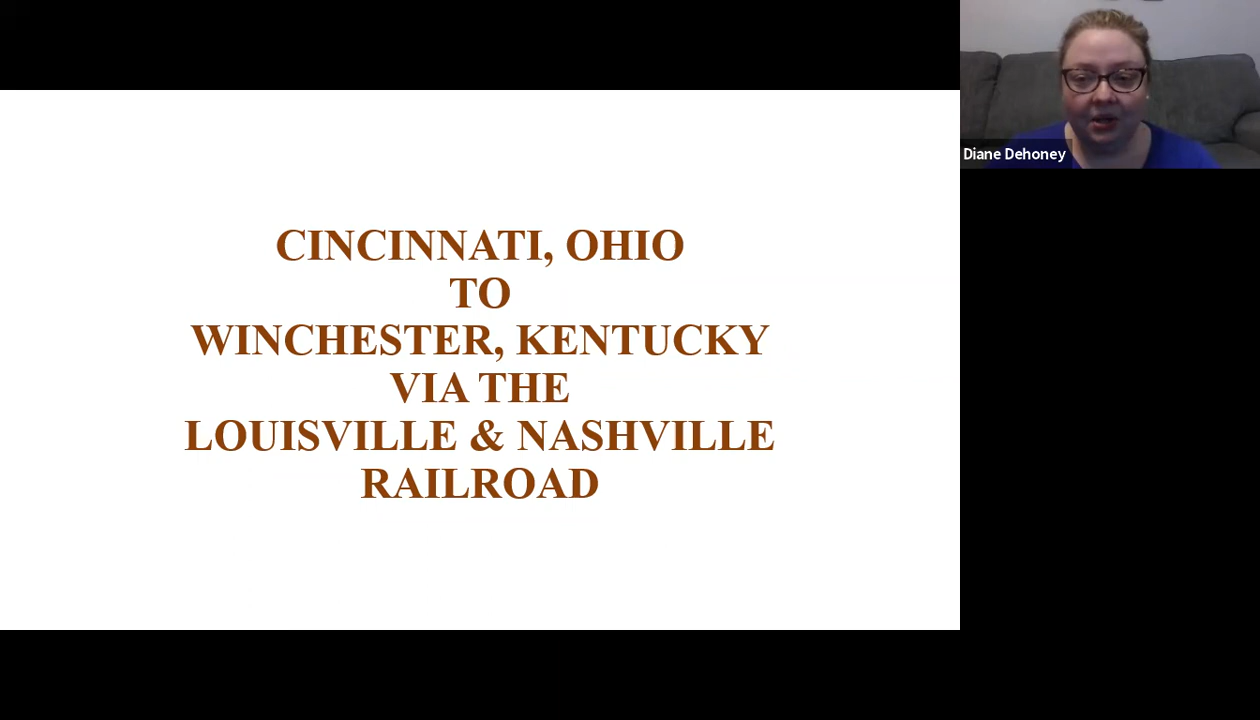 CINCINNATI, OHIO
TO
WINCHESTER, KENTUCKY
VIA THE
LOUISVILLE & NASHVILLE
RAILROAD
Diane Dehoney